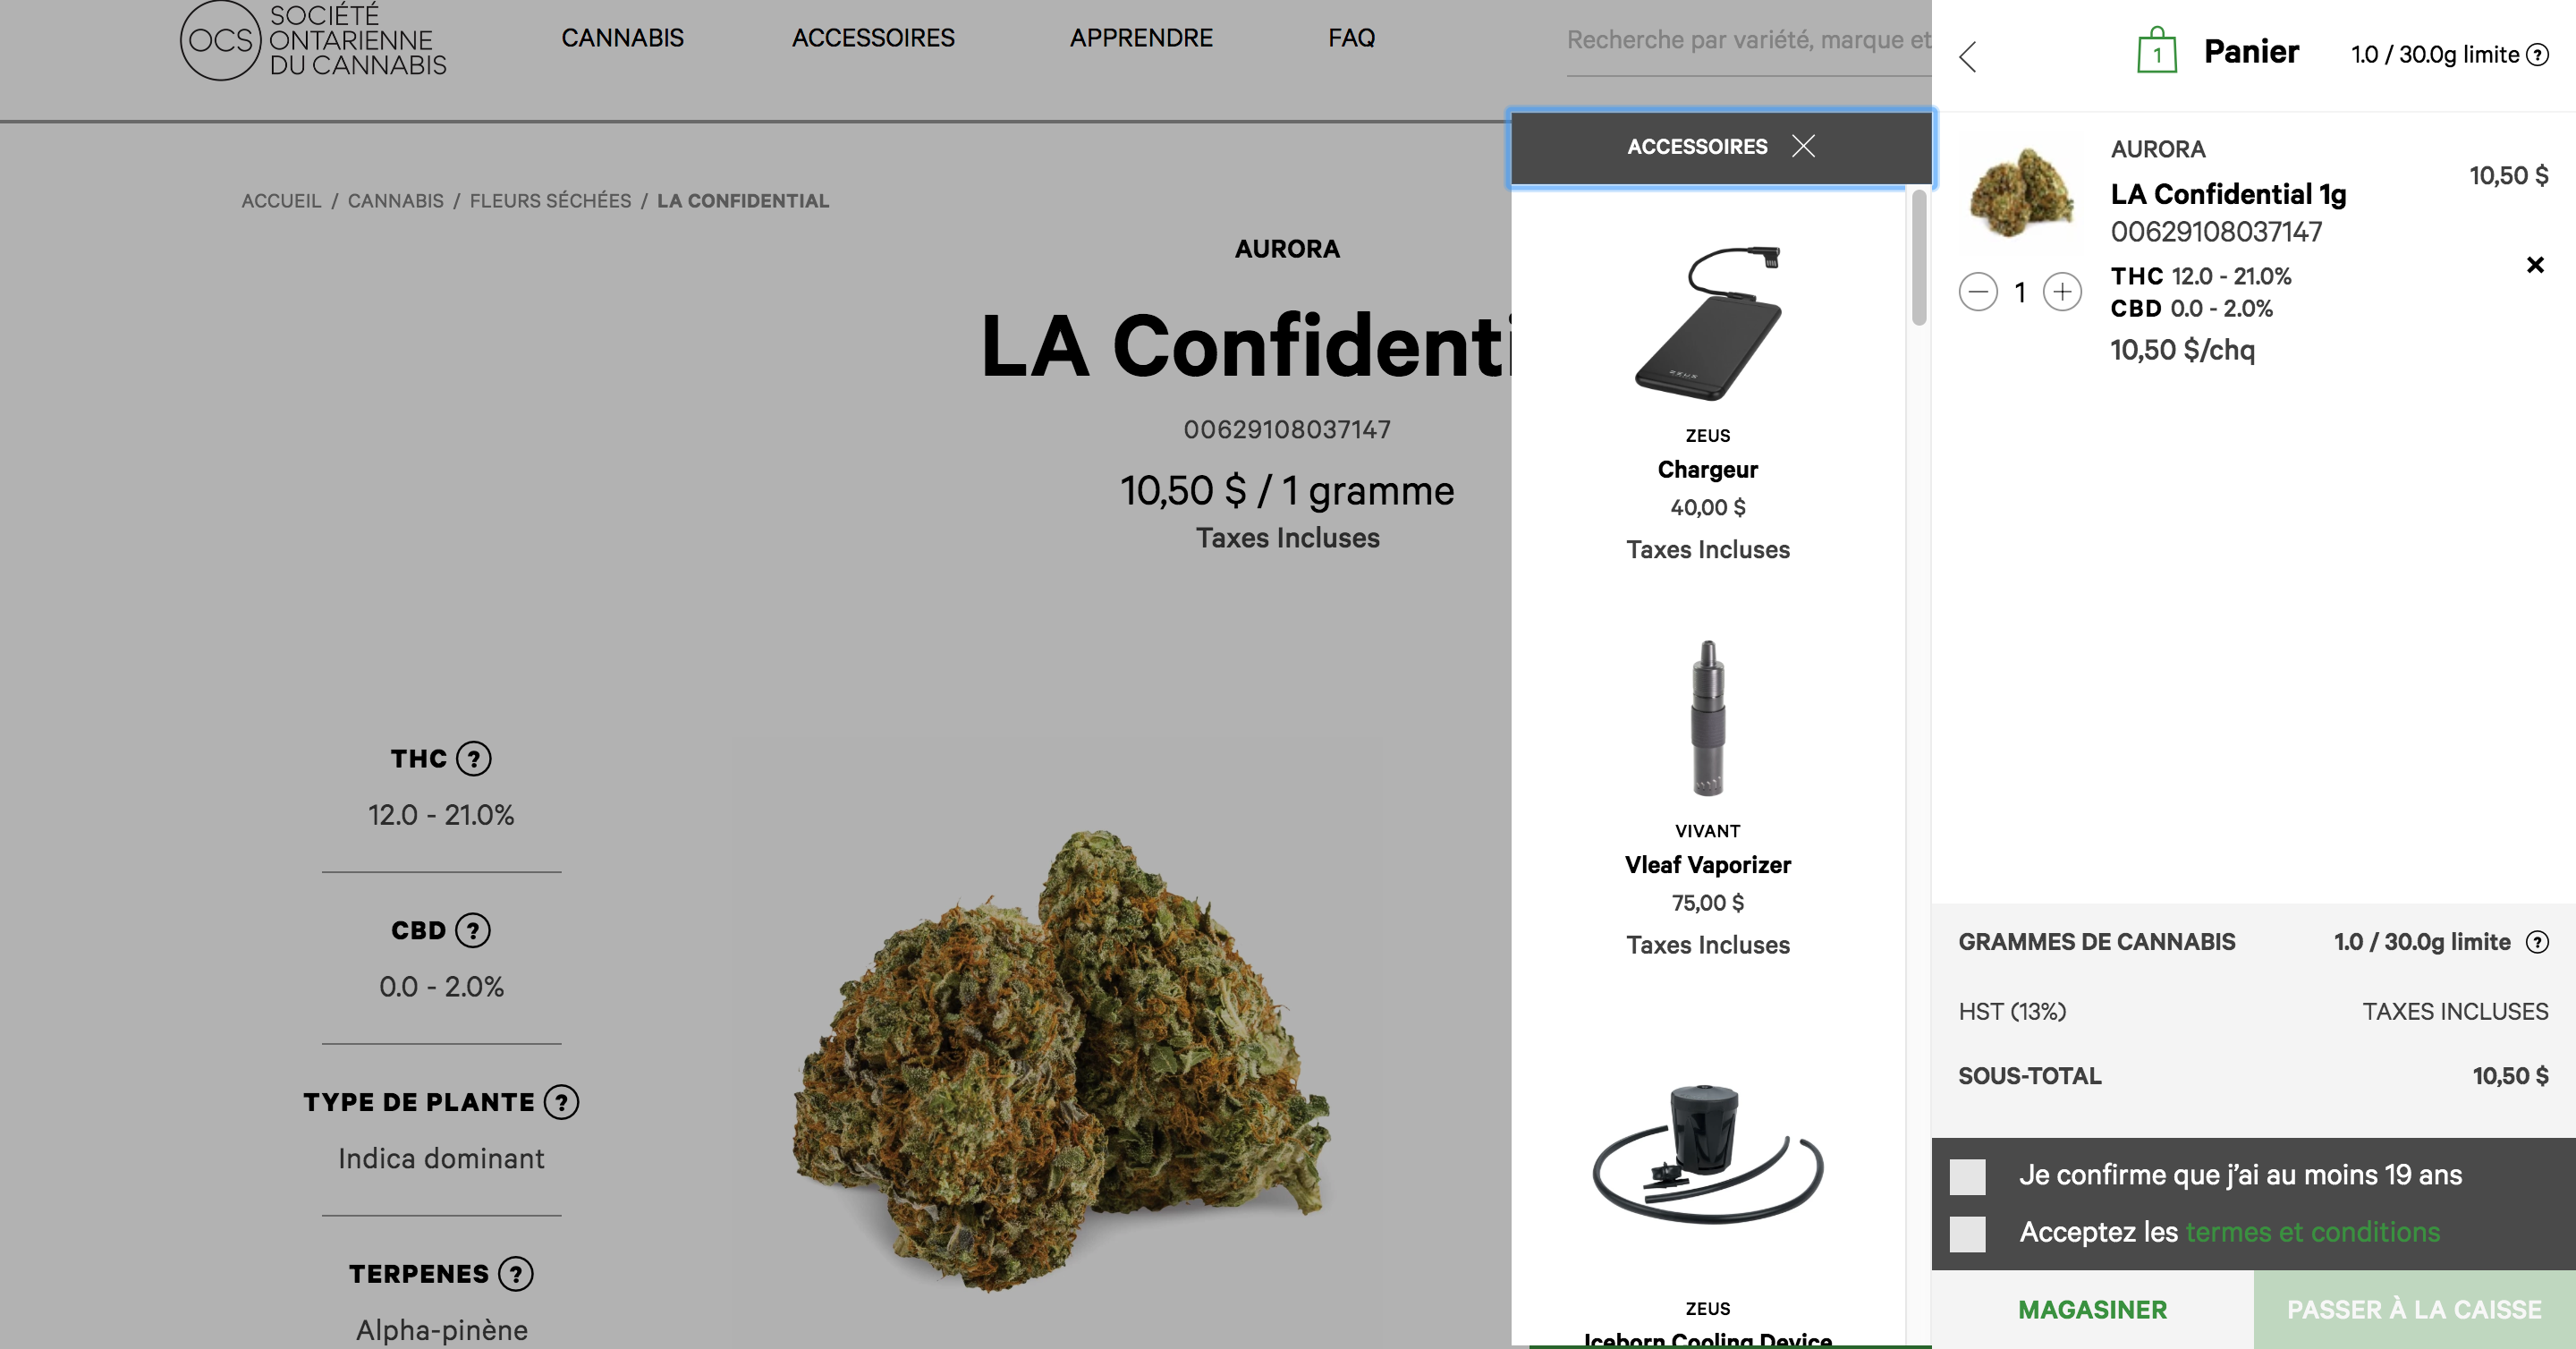 OCS
SOCIÉTÉ
ONTARIENNE
DU CANNABIS
CANNABIS
ACCESSOIRES
APPRENDRE
FAQ
Recherche par variété, marque et
ACCUEIL / CANNABIS / FLEURS SÉCHÉES / LA CONFIDENTIAL
AURORA
LA Confidenti
00629108037147
10,50 $ / 1 gramme
Taxes Incluses
THC ?
12.0 - 21.0%
CBD ?
0.0 - 2.0%
TYPE DE PLANTE ?
Indica dominant
TERPENES ?
Alpha-pinène
ACCESSOIRES
ZEUS
ZEUS
Chargeur
40,00 $
Taxes Incluses
VIVANT
Vleaf Vaporizer
75,00 $
Taxes Incluses
ZEUS
Iceborn Cooling Device
1
Panier
1.0 / 30.0g limite ?
AURORA
LA Confidential 1g
00629108037147
THC 12.0 - 21.0%
CBD 0.0 - 2.0%
10,50 $/chq
10,50 $
1
GRAMMES DE CANNABIS 1.0 / 30.0g limite ?
HST (13%) TAXES INCLUSES
SOUS-TOTAL 10,50 $
Je confirme que j’ai au moins 19 ans
Acceptez les termes et conditions
MAGASINER
PASSER À LA CAISSE